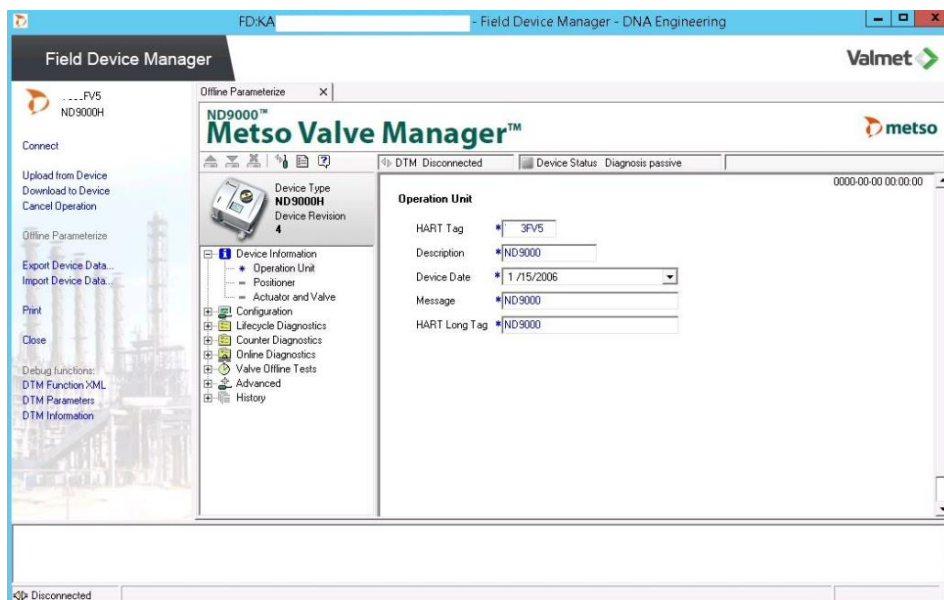 FD:KA - Field Device Manager - DNA Engineering
Field Device Manager
Valmet
FV5
ND9000H
Connect
Upload from Device
Download to Device
Cancel Operation
Offline Parameterize
Export Device Data...
Import Device Data...
Print
Close
Debug functions:
DTM Function XML
DTM Parameters
DTM Information
Offline Parameterize X
ND9000™
Metso Valve Manager™
metso
DTM Disconnected
Device Status Diagnosis passive
Device Type
ND9000H
Device Revision
4
Device Information
Operation Unit
Positioner
Actuator and Valve
Configuration
Lifecycle Diagnostics
Counter Diagnostics
Online Diagnostics
Valve Offline Tests
Advanced
History
0000-00-00 00:00:00
Operation Unit
HART Tag * 3FV5
Description * ND9000
Device Date * 1 /15/2006
Message * ND9000
HART Long Tag * ND9000
Disconnected